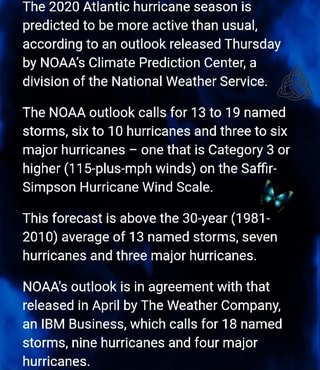 The 2020 Atlantic hurricane season is
predicted to be more active than usual,
according to an outlook released Thursday
by NOAA's Climate Prediction Center, a
division of the National Weather Service.
The NOAA outlook calls for 13 to 19 named
storms, six to 10 hurricanes and three to six
major hurricanes – one that is Category 3 or
higher (115-plus-mph winds) on the Saffir-
Simpson Hurricane Wind Scale.
This forecast is above the 30-year (1981-
2010) average of 13 named storms, seven
hurricanes and three major hurricanes.
NOAA's outlook is in agreement with that
released in April by The Weather Company,
an IBM Business, which calls for 18 named
storms, nine hurricanes and four major
hurricanes.